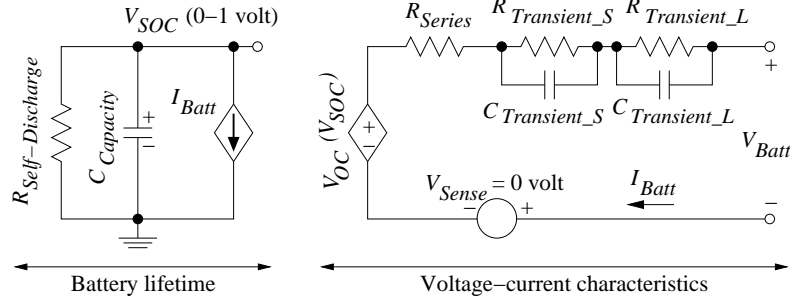 V_SOC (0–1 volt)
R_Self–Discharge
C_Capacity
+
–
I_Batt
Battery lifetime
R_Series
R_Transient_S
R_Transient_L
C_Transient_S
C_Transient_L
V_OC (V_SOC)
+
–
+
V_Batt
–
V_Sense = 0 volt
–
+
I_Batt
Voltage–current characteristics